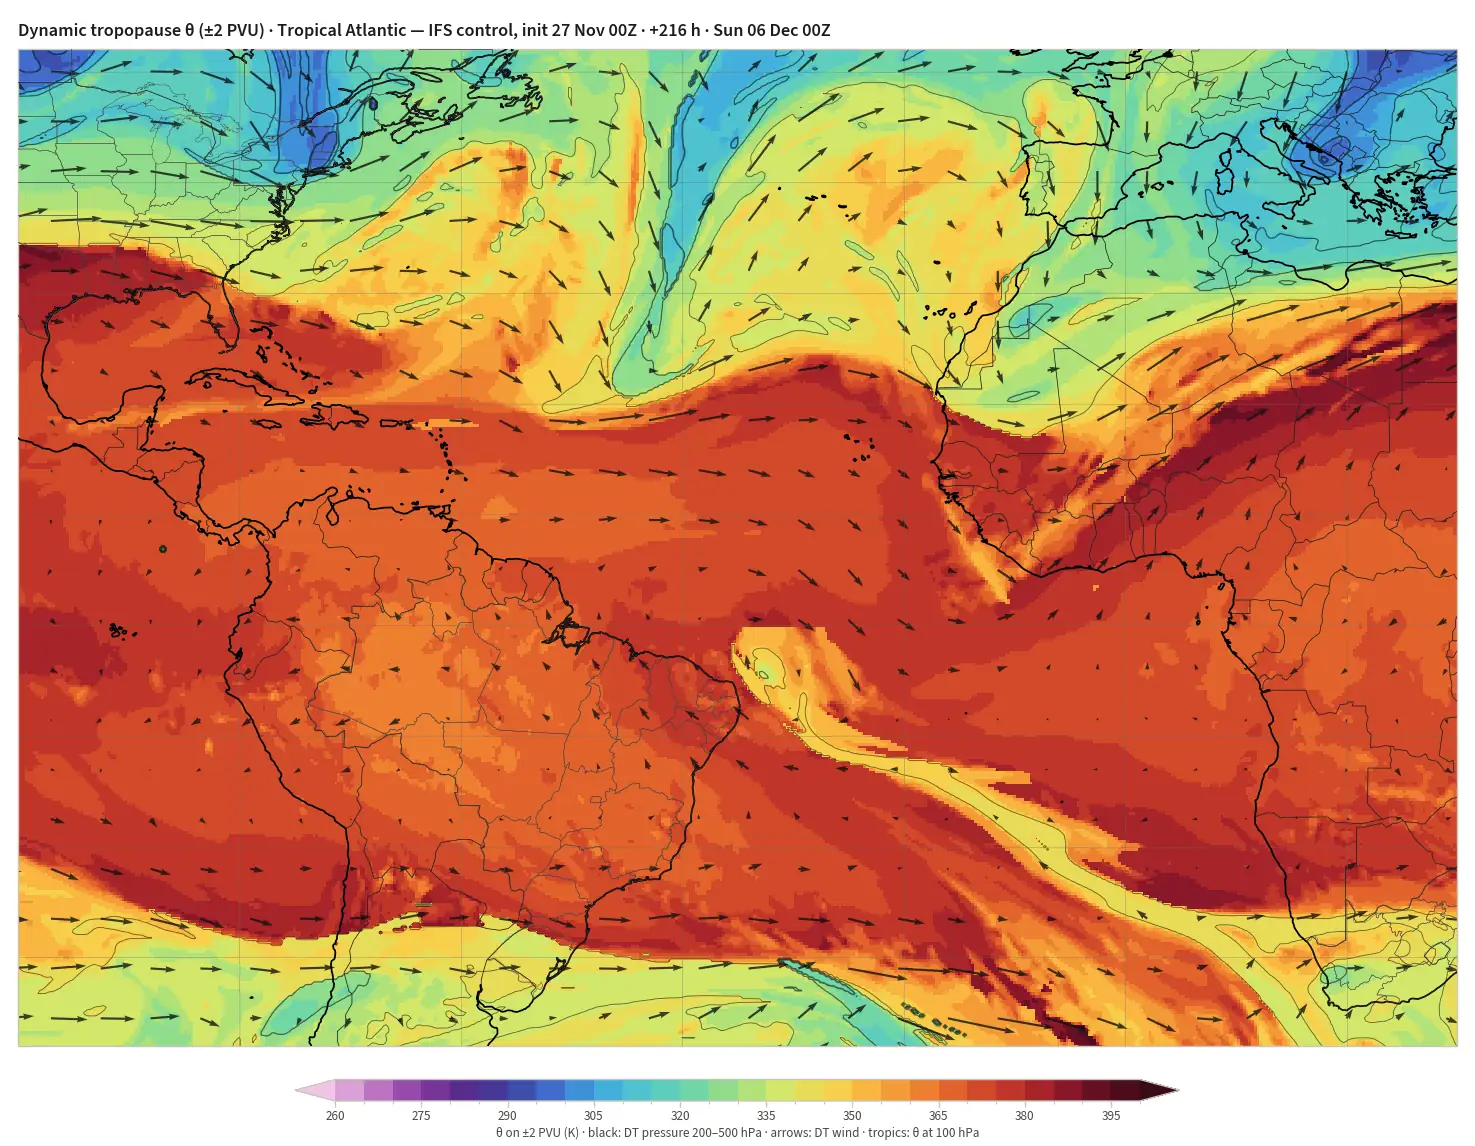 Dynamic tropopause θ (±2 PVU) · Tropical Atlantic — IFS control, init 27 Nov 00Z · +216 h · Sun 06 Dec 00Z
260 275 290 305 320 335 350 365 380 395
θ on ±2 PVU (K) · black: DT pressure 200–500 hPa · arrows: DT wind · tropics: θ at 100 hPa